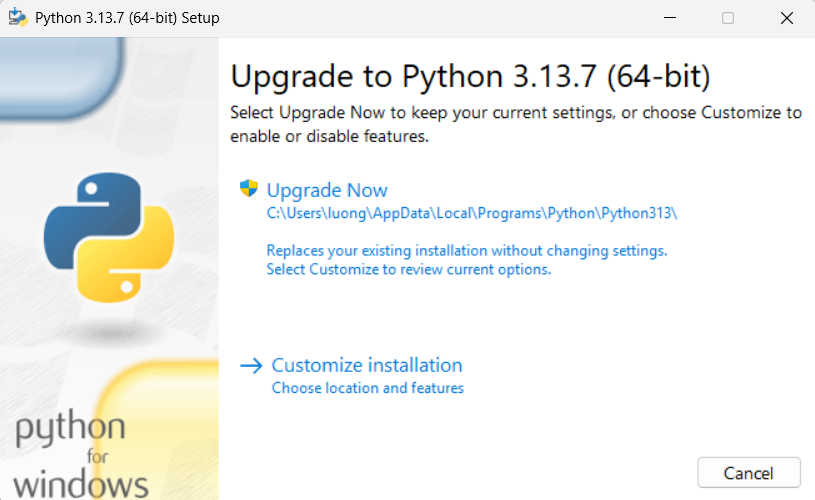 Python 3.13.7 (64-bit) Setup
Upgrade to Python 3.13.7 (64-bit)
Select Upgrade Now to keep your current settings, or choose Customize to
enable or disable features.
Upgrade Now
C:\Users\luong\AppData\Local\Programs\Python\Python313\
Replaces your existing installation without changing settings.
Select Customize to review current options.
Customize installation
Choose location and features
python
for
windows
Cancel